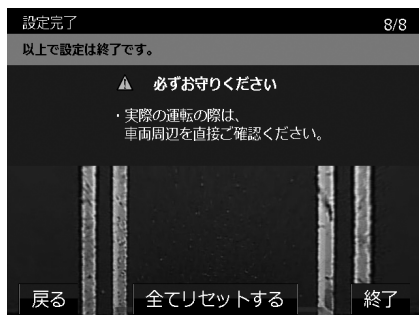 設定完了 8/8
以上で設定は終了です。
⚠ 必ずお守りください
・実際の運転の際は、
車両周辺を直接ご確認ください。
戻る 全てリセットする 終了